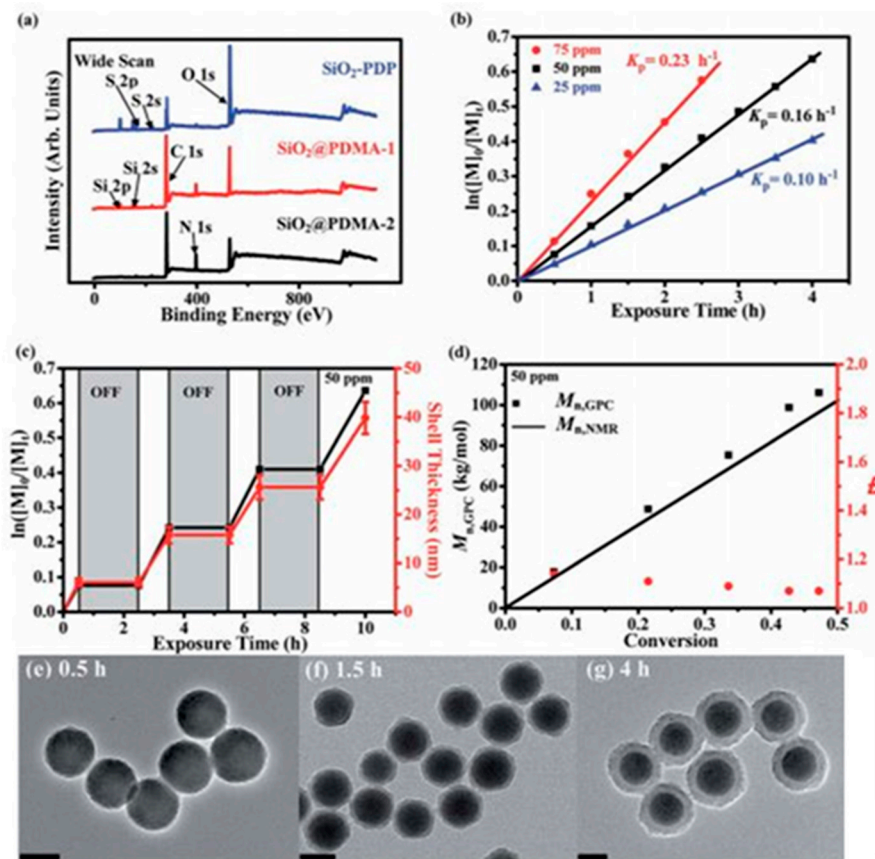 (a)
Wide Scan
S 2p
S 2s
O 1s
SiO₂-PDP
Si 2p
Si 2s
C 1s
SiO₂@PDMA-1
N 1s
SiO₂@PDMA-2
Intensity (Arb. Units)
0 400 800
Binding Energy (eV)
(b)
75 ppm
50 ppm
25 ppm
Kₚ= 0.23 h⁻¹
Kₚ= 0.16 h⁻¹
Kₚ= 0.10 h⁻¹
ln([M]₀/[M]ₜ)
0.7
0.6
0.5
0.4
0.3
0.2
0.1
0.0
0 1 2 3 4
Exposure Time (h)
(c)
OFF OFF OFF
50 ppm
ln([M]₀/[M]ₜ)
0.7
0.6
0.5
0.4
0.3
0.2
0.1
0.0
0 2 4 6 8 10
Exposure Time (h)
50
40
30
20
10
0
Shell Thickness
(nm)
(d)
50 ppm
Mn,GPC
Mn,NMR
Mn,GPC (kg/mol)
120
100
80
60
40
20
0
0.0 0.1 0.2 0.3 0.4 0.5
Conversion
2.0
1.8
1.6
1.4
1.2
1.0
(e) 0.5 h
(f) 1.5 h
(g) 4 h